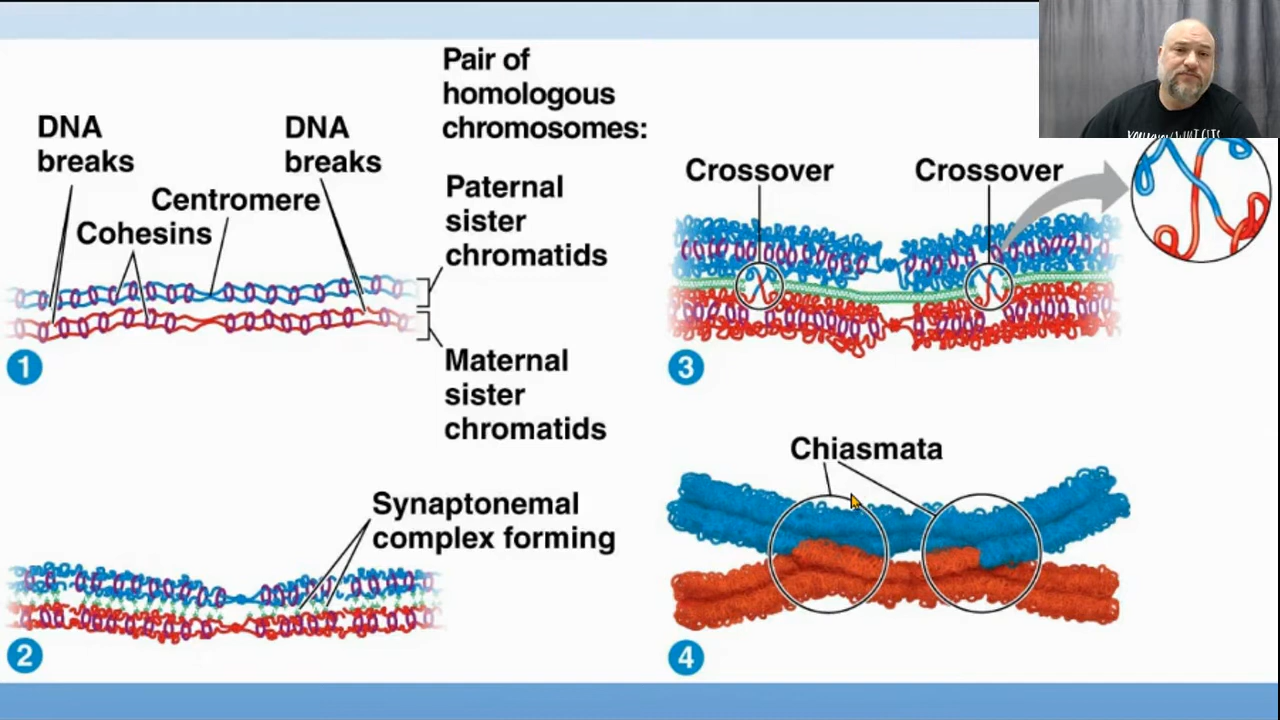 Pair of
homologous
chromosomes:
DNA
breaks
DNA
breaks
Centromere
Cohesins
Paternal
sister
chromatids
Maternal
sister
chromatids
1
Synaptonemal
complex forming
2
Crossover
Crossover
3
Chiasmata
4